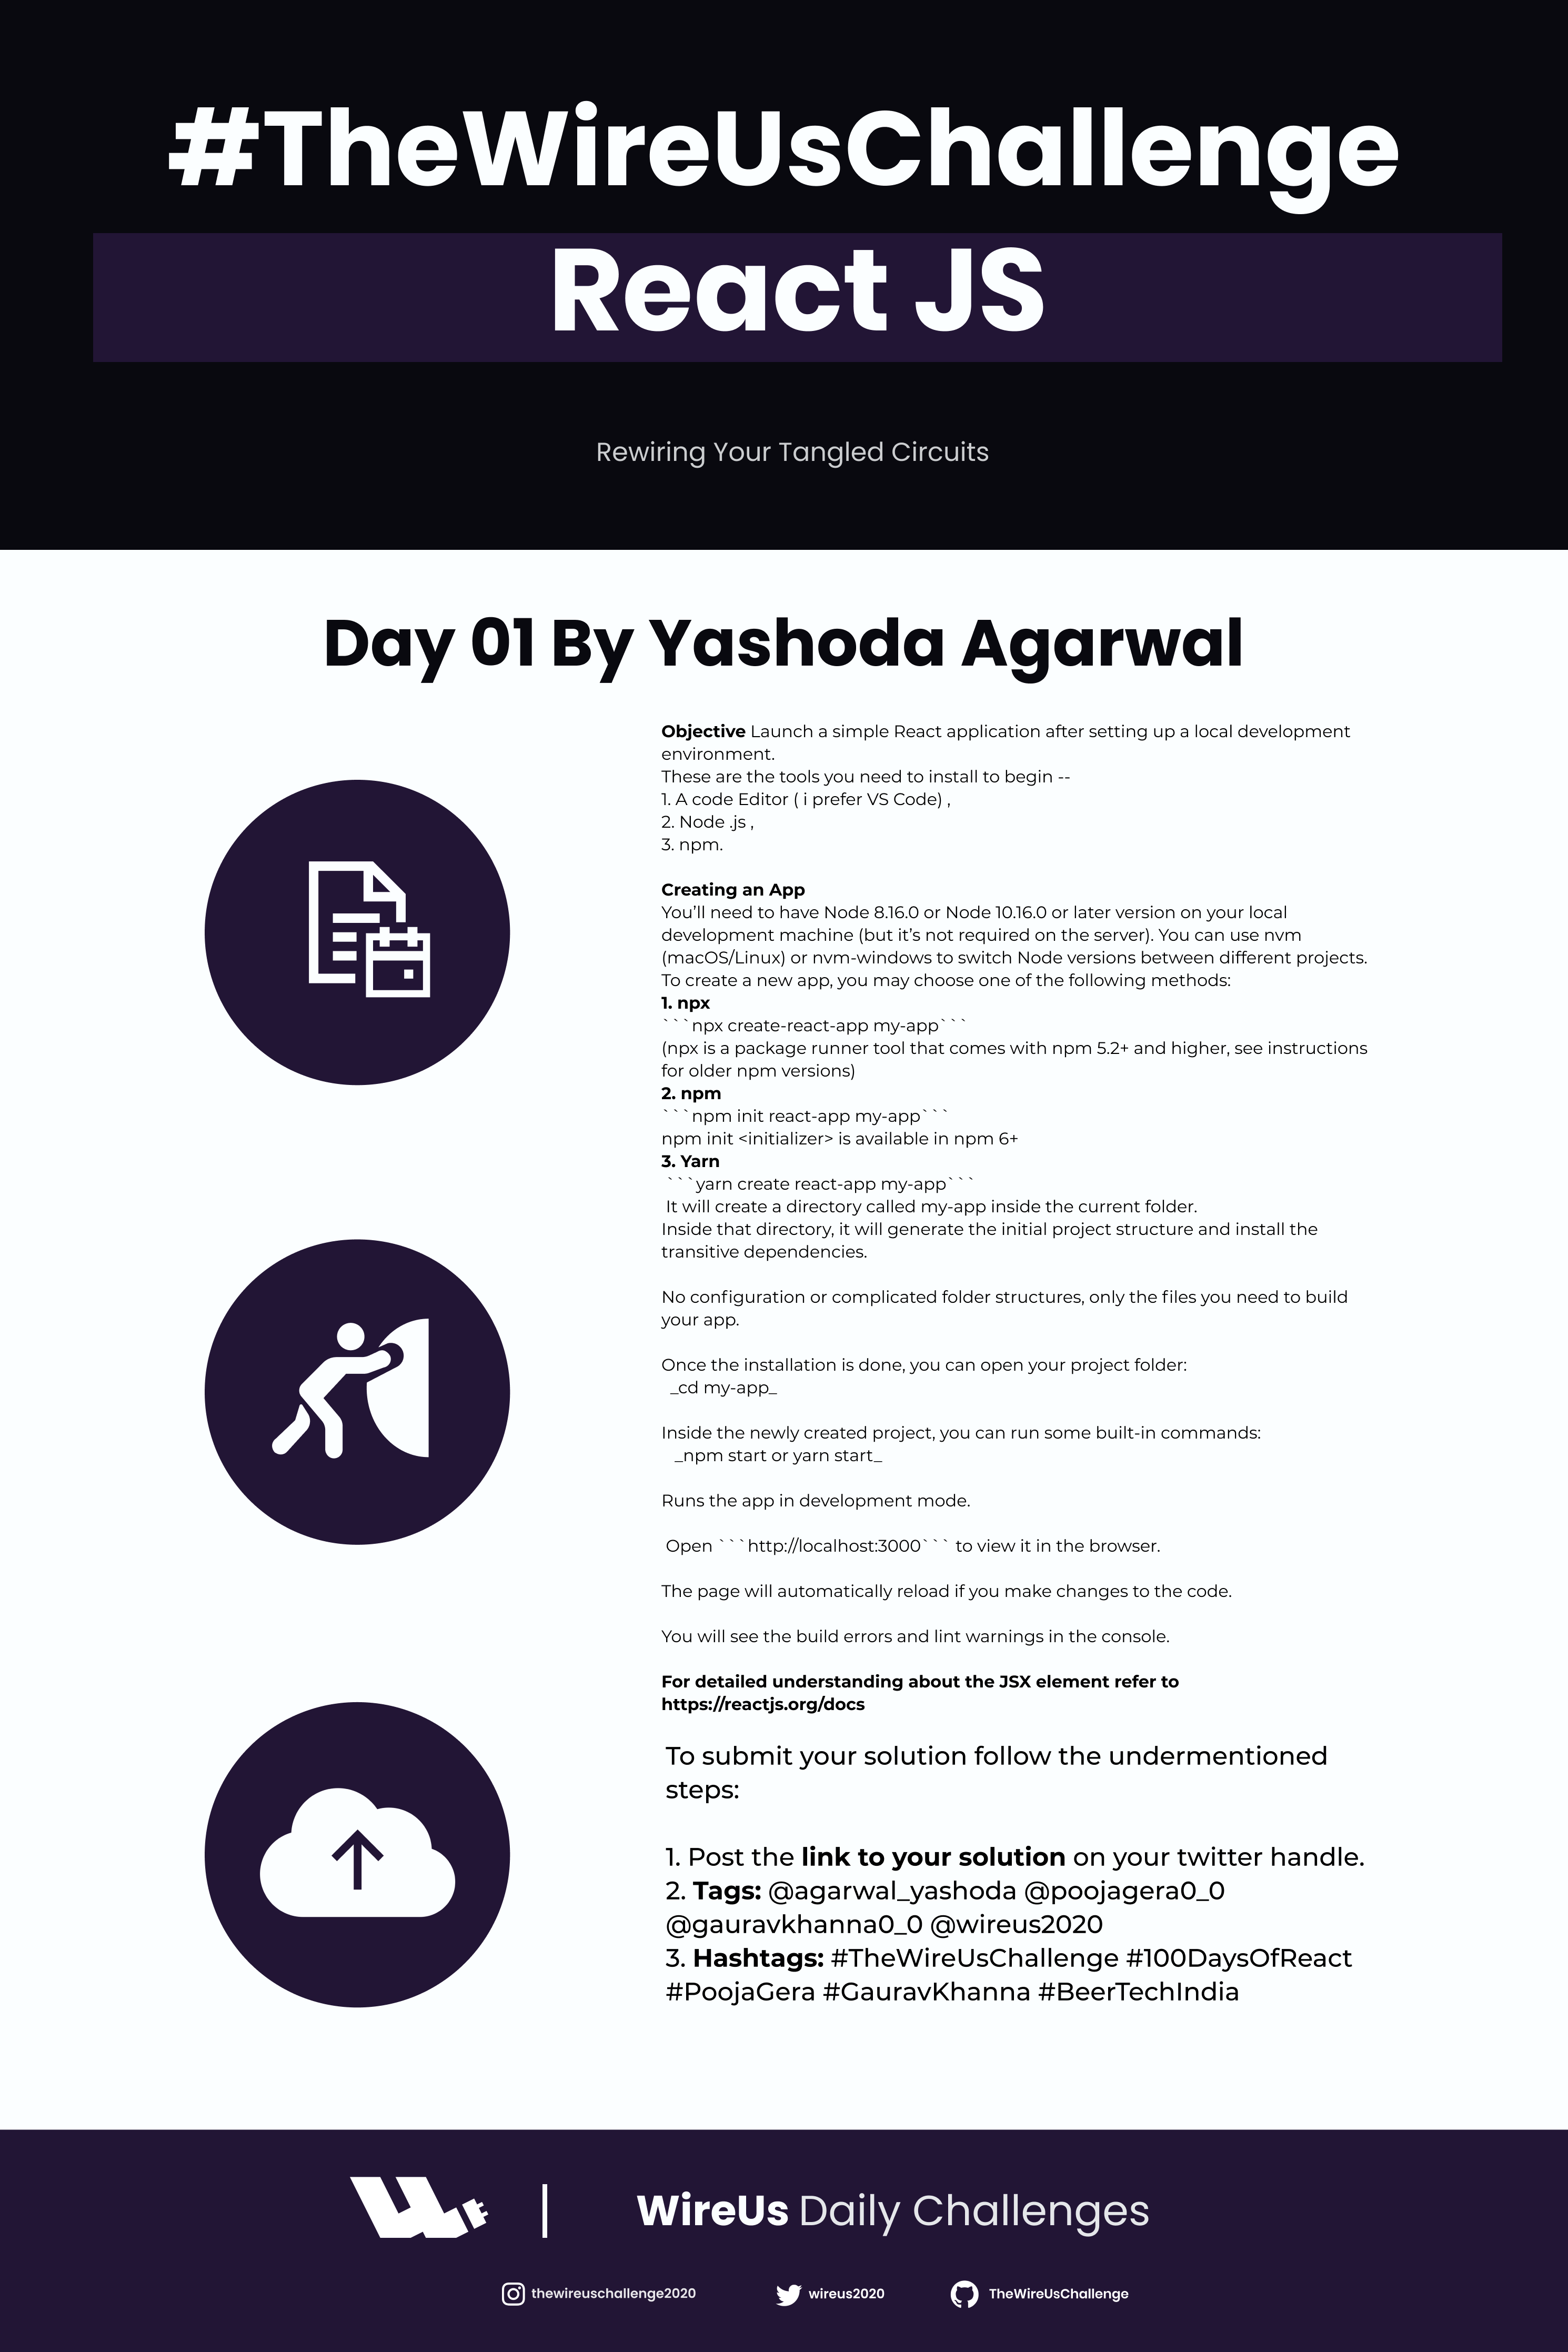 #TheWireUsChallenge
React JS
Rewiring Your Tangled Circuits
Day 01 By Yashoda Agarwal
Objective Launch a simple React application after setting up a local development
environment.
These are the tools you need to install to begin --
1. A code Editor ( i prefer VS Code) ,
2. Node .js ,
3. npm.
Creating an App
You’ll need to have Node 8.16.0 or Node 10.16.0 or later version on your local
development machine (but it’s not required on the server). You can use nvm
(macOS/Linux) or nvm-windows to switch Node versions between different projects.
To create a new app, you may choose one of the following methods:
1. npx
```npx create-react-app my-app```
(npx is a package runner tool that comes with npm 5.2+ and higher, see instructions
for older npm versions)
2. npm
```npm init react-app my-app```
npm init <initializer> is available in npm 6+
3. Yarn
```yarn create react-app my-app```
It will create a directory called my-app inside the current folder.
Inside that directory, it will generate the initial project structure and install the
transitive dependencies.
No configuration or complicated folder structures, only the files you need to build
your app.
Once the installation is done, you can open your project folder:
_cd my-app_
Inside the newly created project, you can run some built-in commands:
_npm start or yarn start_
Runs the app in development mode.
Open ```http://localhost:3000``` to view it in the browser.
The page will automatically reload if you make changes to the code.
You will see the build errors and lint warnings in the console.
For detailed understanding about the JSX element refer to
https://reactjs.org/docs
To submit your solution follow the undermentioned
steps:
1. Post the link to your solution on your twitter handle.
2. Tags: @agarwal_yashoda @poojagera0_0
@gauravkhanna0_0 @wireus2020
3. Hashtags: #TheWireUsChallenge #100DaysOfReact
#PoojaGera #GauravKhanna #BeerTechIndia
WireUs Daily Challenges
thewireuschallenge2020
wireus2020
TheWireUsChallenge